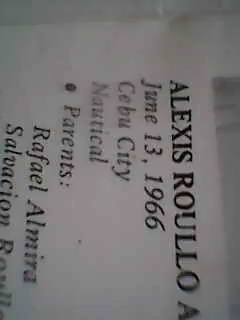 ALEXIS ROULLO A
June 13, 1966
Cebu City
Nautical
• Parents:
Rafael Almira
Salvacion